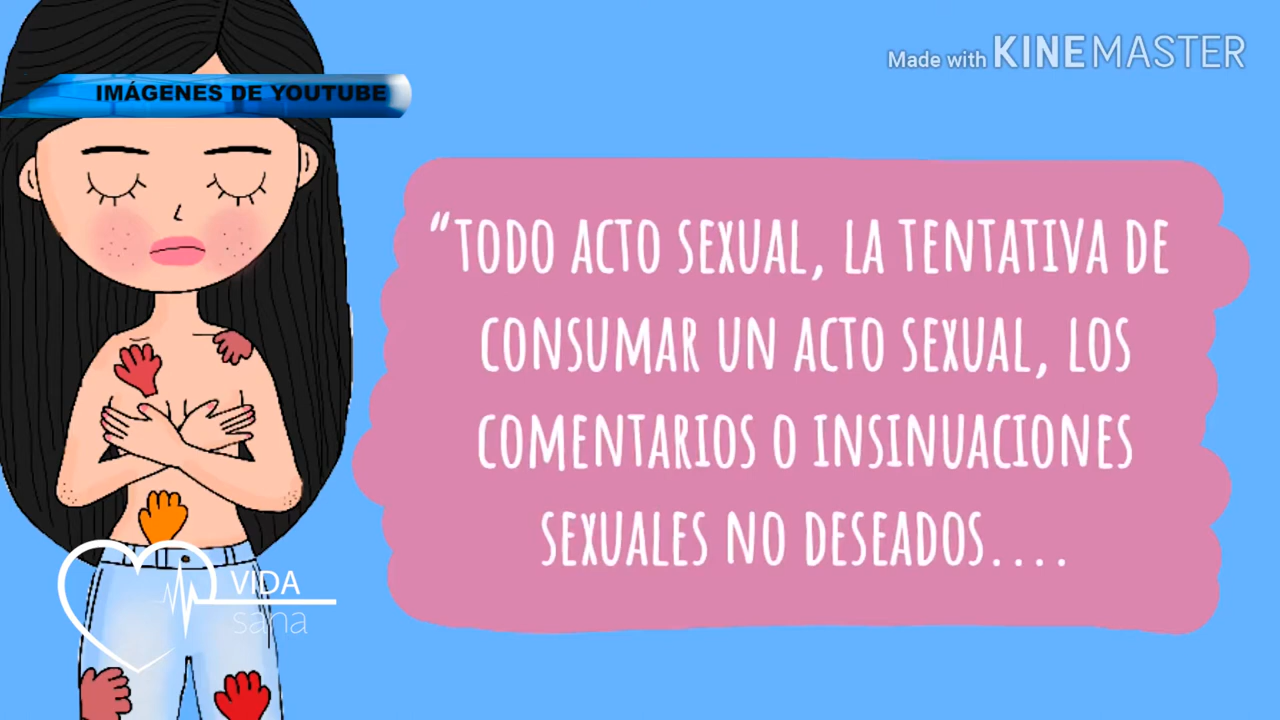 Made with KINEMASTER
IMÁGENES DE YOUTUBE
“TODO ACTO SEXUAL, LA TENTATIVA DE
CONSUMAR UN ACTO SEXUAL, LOS
COMENTARIOS O INSINUACIONES
SEXUALES NO DESEADOS....
VIDA
sana